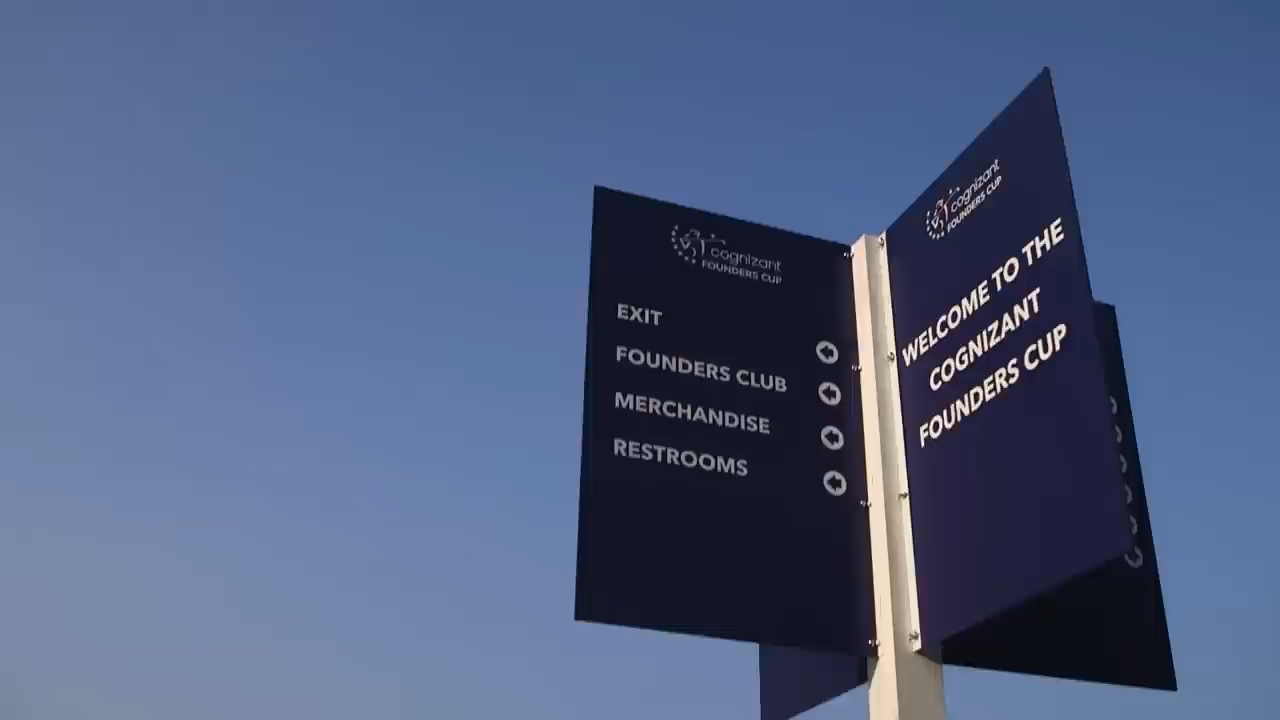 cognizant
FOUNDERS CUP
EXIT
FOUNDERS CLUB
MERCHANDISE
RESTROOMS
cognizant
FOUNDERS CUP
WELCOME TO THE
COGNIZANT
FOUNDERS CUP